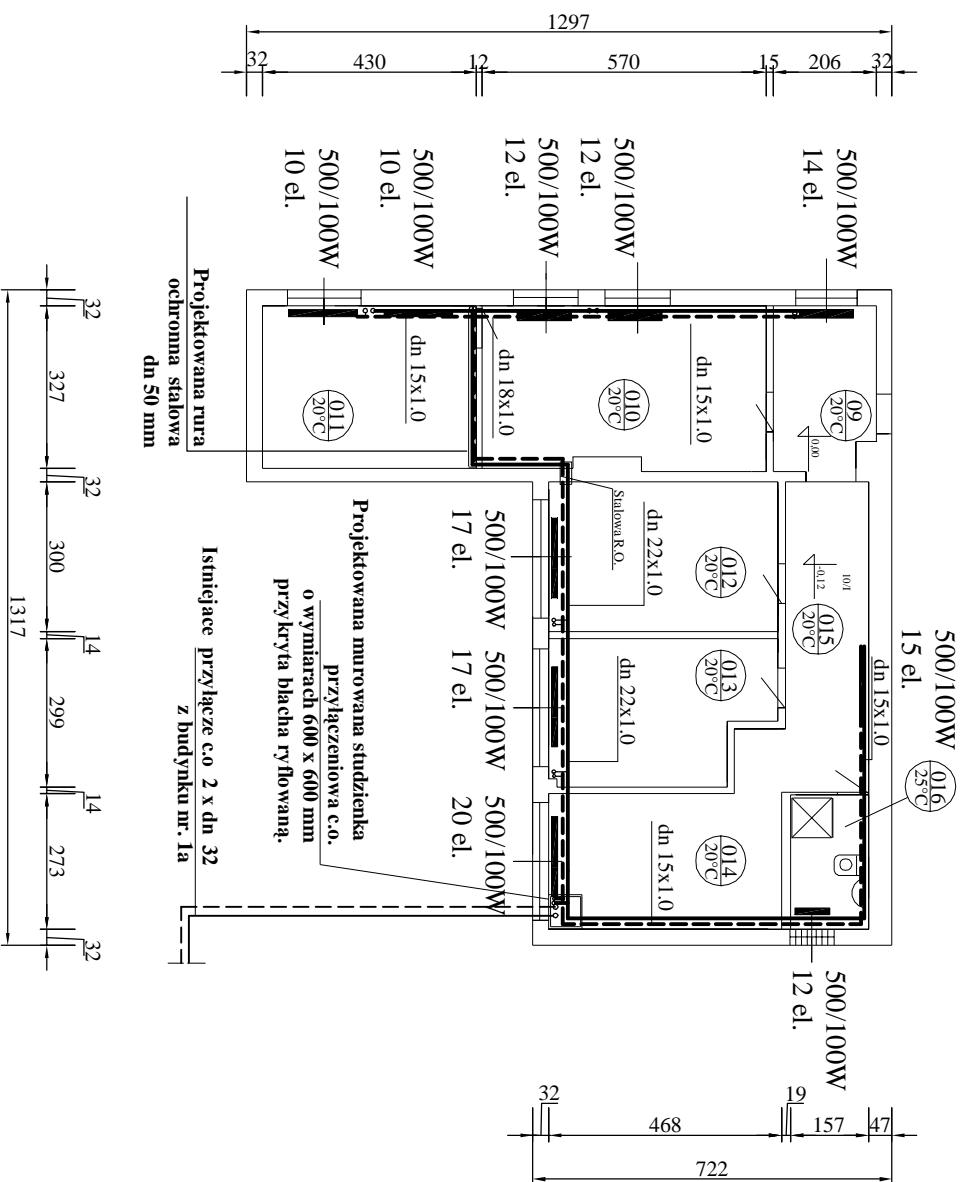 1297
32
430
12
570
15
206
32
500/100W
10 el.
500/100W
10 el.
500/100W
12 el.
500/100W
12 el.
500/100W
14 el.
Projektowana rura
ochronna stalowa
dn 50 mm
011
20°C
dn 15x1.0
dn 18x1.0
010
20°C
dn 15x1.0
09
20°C
0,00
Stalowa R.O.
dn 22x1.0
012
20°C
-0,12
10/1
015
20°C
500/100W
17 el.
500/100W
17 el.
500/100W
20 el.
dn 22x1.0
013
20°C
dn 15x1.0
014
20°C
dn 15x1.0
500/100W
15 el.
016
25°C
500/100W
12 el.
Projektowana murowana studzienka
przyłączeniowa c.o.
o wymiarach 600 x 600 mm
przykryta blacha ryflowaną.
Istniejace przyłącze c.o 2 x dn 32
z budynku nr. 1a
32
327
32
300
14
299
14
273
32
1317
32
468
19
157
47
722